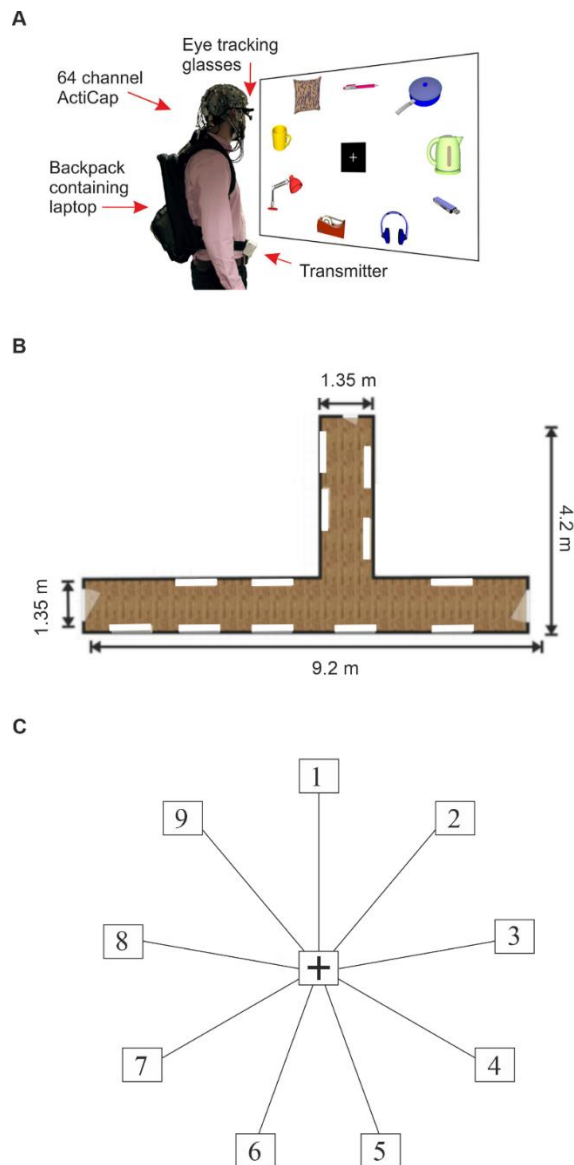 A
Eye tracking
glasses
64 channel
ActiCap
Backpack
containing
laptop
Transmitter
B
1.35 m
4.2 m
1.35 m
9.2 m
C
1
9
2
8
3
+
7
4
6
5